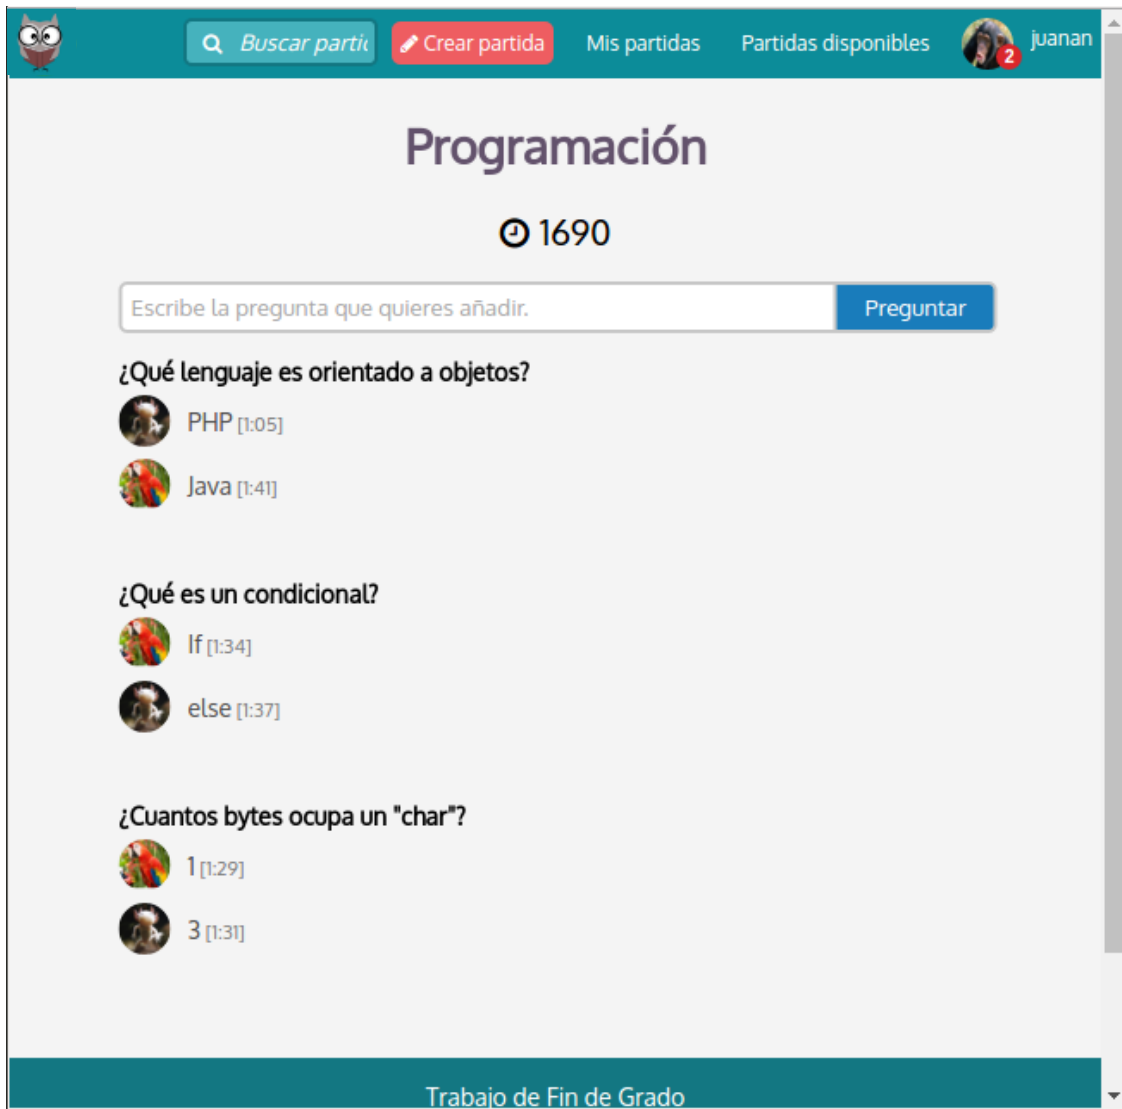 Buscar partic
Crear partida
Mis partidas
Partidas disponibles
2
juanan
Programación
1690
Escribe la pregunta que quieres añadir.
Preguntar
¿Qué lenguaje es orientado a objetos?
PHP [1:05]
Java [1:41]
¿Qué es un condicional?
If [1:34]
else [1:37]
¿Cuantos bytes ocupa un "char"?
1 [1:29]
3 [1:31]
Trabajo de Fin de Grado